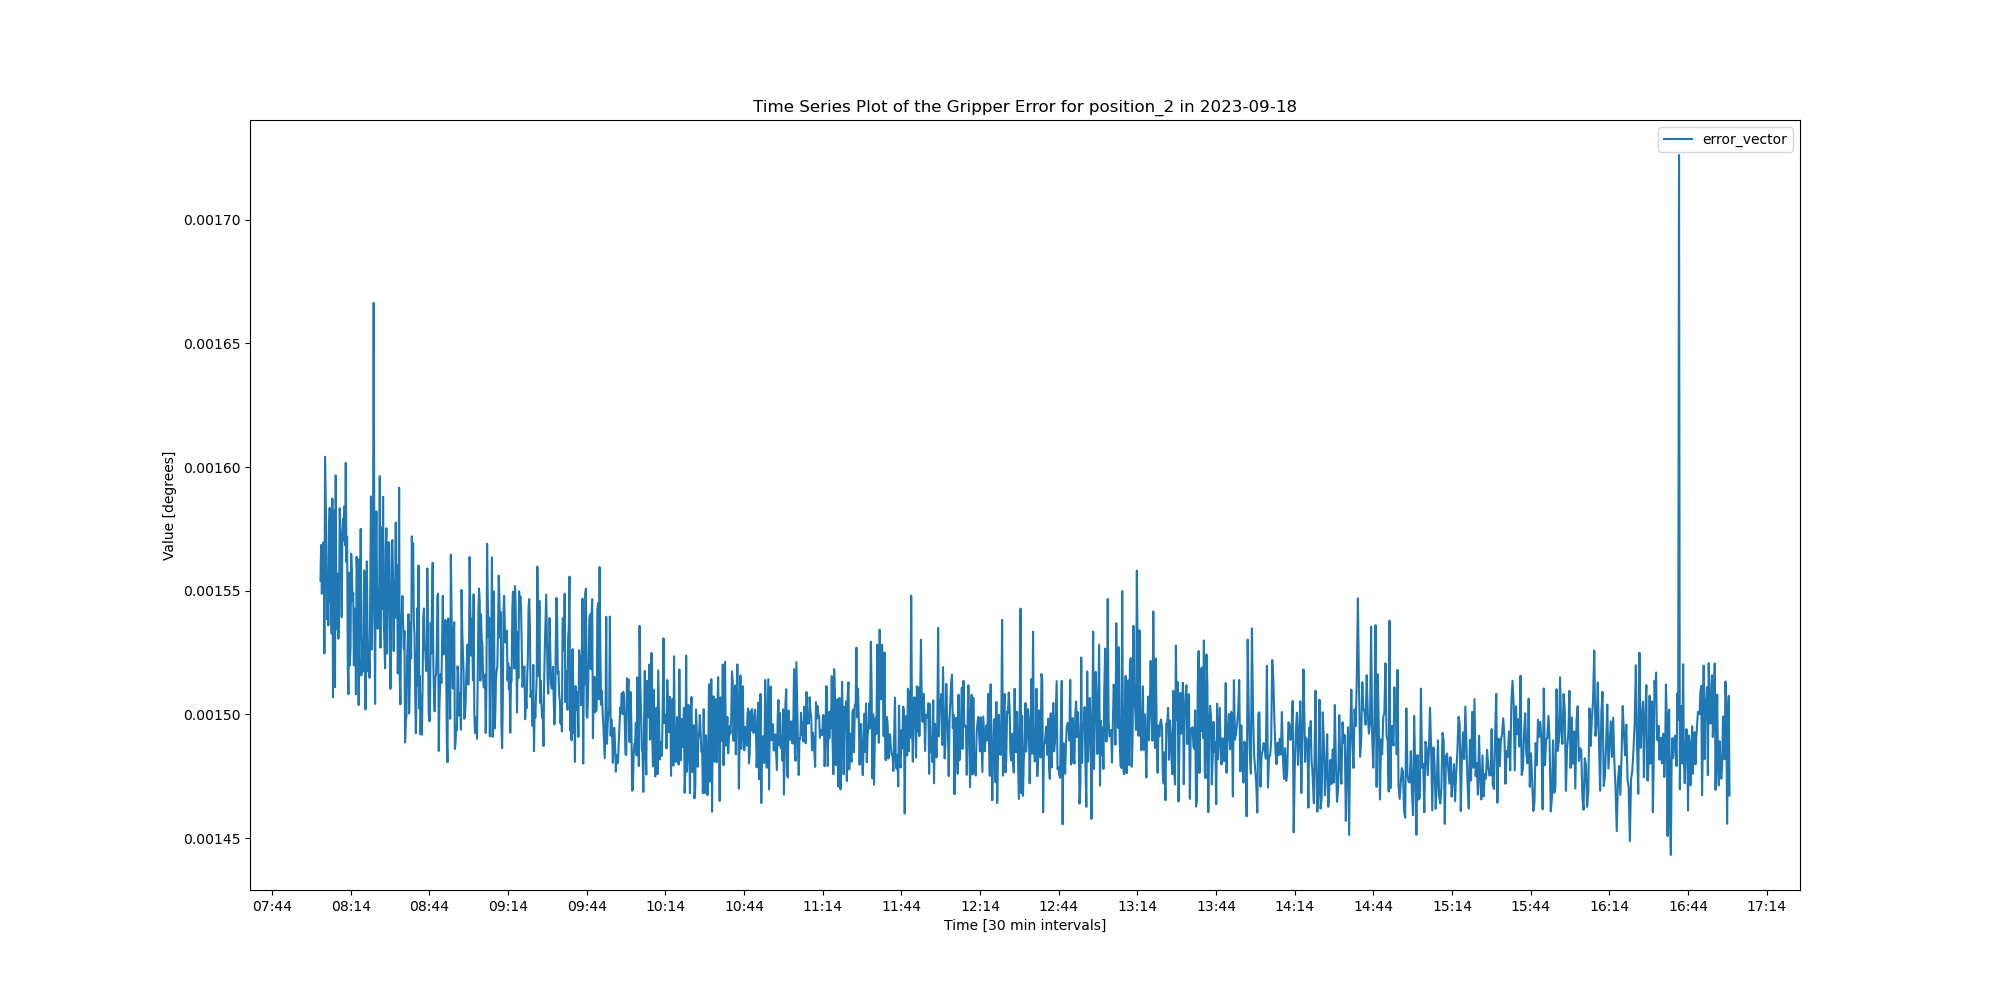 Time Series Plot of the Gripper Error for position_2 in 2023-09-18
error_vector
Value [degrees]
0.00170
0.00165
0.00160
0.00155
0.00150
0.00145
07:44 08:14 08:44 09:14 09:44 10:14 10:44 11:14 11:44 12:14 12:44 13:14 13:44 14:14 14:44 15:14 15:44 16:14 16:44 17:14
Time [30 min intervals]